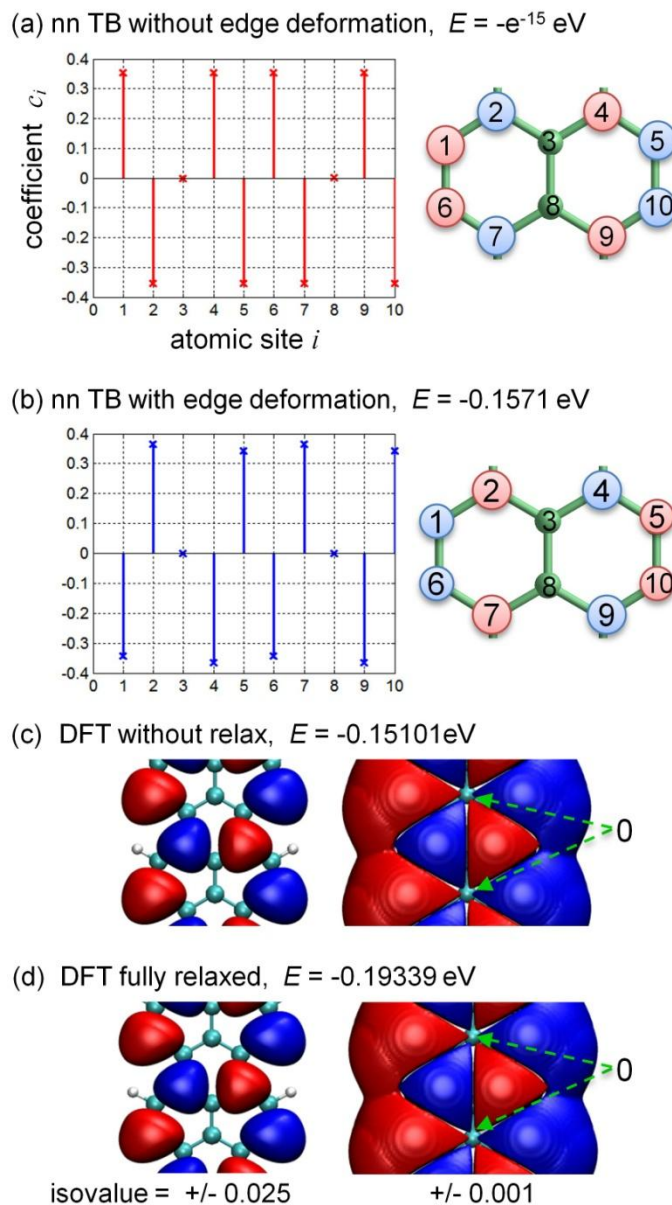 (a) nn TB without edge deformation, E = -e⁻¹⁵ eV
coefficient cᵢ
0.4
0.3
0.2
0.1
0
-0.1
-0.2
-0.3
-0.4
0 1 2 3 4 5 6 7 8 9 10
atomic site i
2 4
1 3 5
6 8 10
7 9
(b) nn TB with edge deformation, E = -0.1571 eV
0.4
0.3
0.2
0.1
0
-0.1
-0.2
-0.3
-0.4
0 1 2 3 4 5 6 7 8 9 10
2 4
1 3 5
6 8 10
7 9
(c) DFT without relax, E = -0.15101eV
0
(d) DFT fully relaxed, E = -0.19339 eV
0
isovalue = +/- 0.025 +/- 0.001